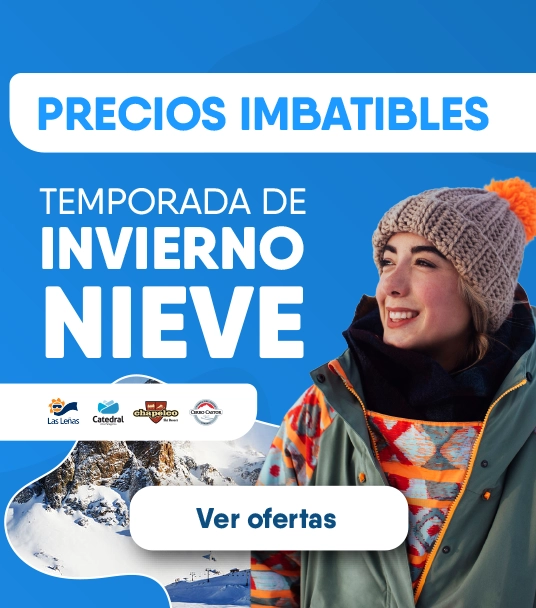 PRECIOS IMBATIBLES
TEMPORADA DE
INVIERNO
NIEVE
Las Leñas
Catedral
chapelco
CERRO CASTOR
Ver ofertas